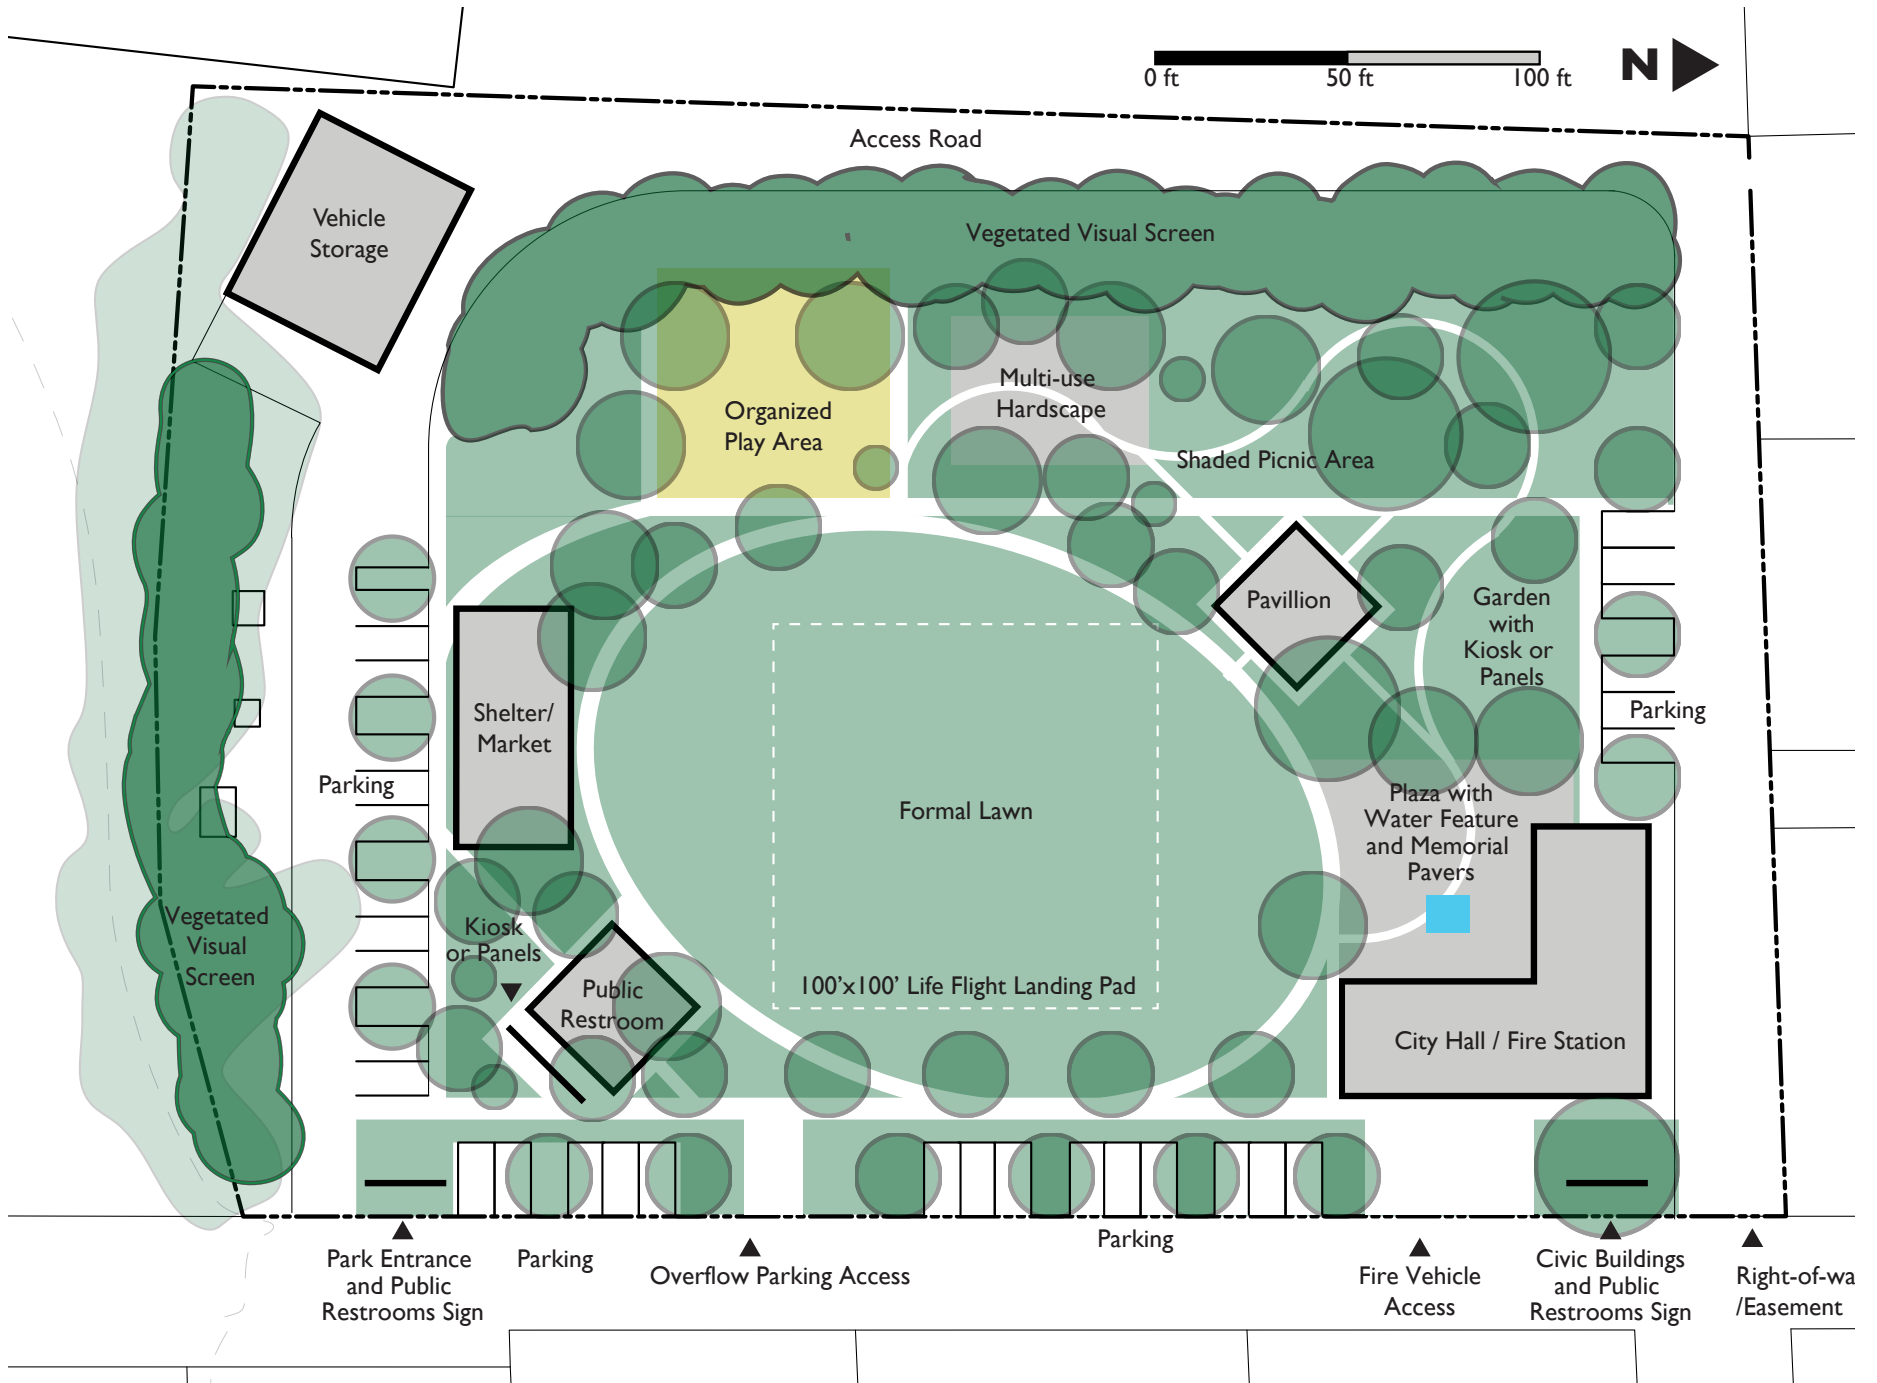 0 ft
50 ft
100 ft
N
Access Road
Vehicle
Storage
Vegetated Visual Screen
Multi-use
Hardscape
Organized
Play Area
Shaded Picnic Area
Pavillion
Garden
with
Kiosk or
Panels
Shelter/
Market
Parking
Parking
Formal Lawn
Plaza with
Water Feature
and Memorial
Pavers
Vegetated
Visual
Screen
Kiosk
or Panels
Public
Restroom
100'x100' Life Flight Landing Pad
City Hall / Fire Station
Park Entrance
and Public
Restrooms Sign
Parking
Overflow Parking Access
Parking
Fire Vehicle
Access
Civic Buildings
and Public
Restrooms Sign
Right-of-wa
/Easement